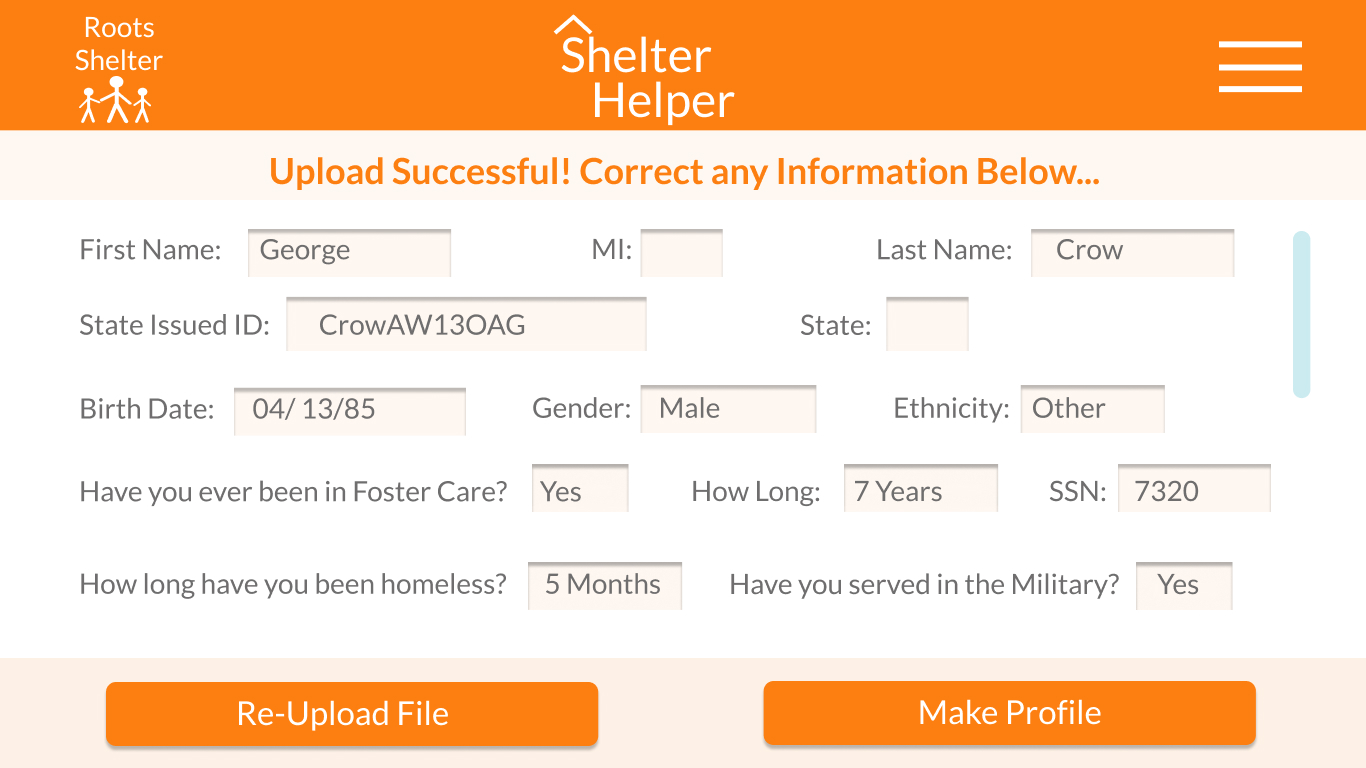 Roots
Shelter
Shelter
Helper
Upload Successful! Correct any Information Below...
First Name: George MI: Last Name: Crow
State Issued ID: CrowAW13OAG State:
Birth Date: 04/ 13/85 Gender: Male Ethnicity: Other
Have you ever been in Foster Care? Yes How Long: 7 Years SSN: 7320
How long have you been homeless? 5 Months Have you served in the Military? Yes
Re-Upload File Make Profile